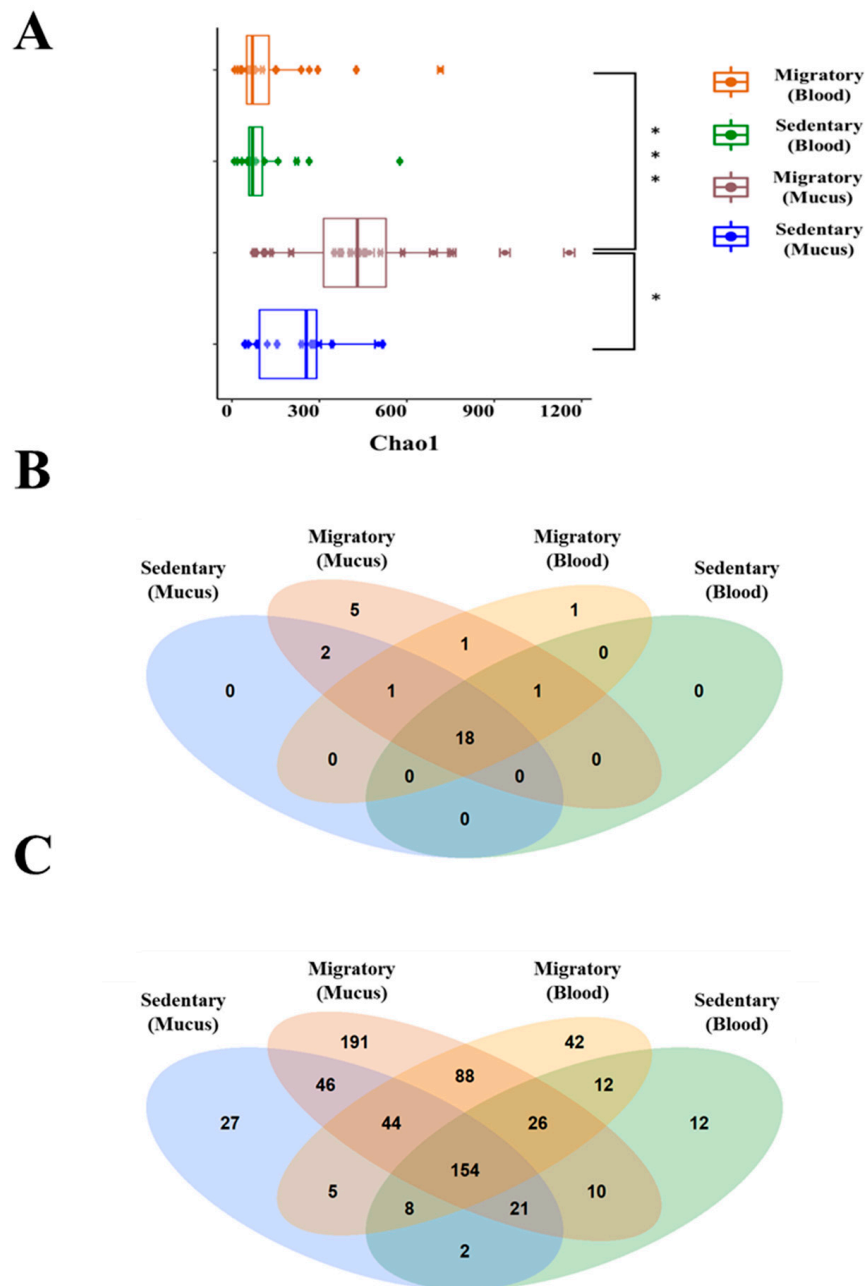 A
Migratory
(Blood)
Sedentary
(Blood)
Migratory
(Mucus)
Sedentary
(Mucus)
*
*
*
*
0 300 600 900 1200
Chao1
B
Sedentary
(Mucus)
Migratory
(Mucus)
Migratory
(Blood)
Sedentary
(Blood)
5 1
2 1 0
0 1 1 0
18
0 0 0 0
0
C
Sedentary
(Mucus)
Migratory
(Mucus)
Migratory
(Blood)
Sedentary
(Blood)
191 42
46 88 12
27 44 26 12
154
5 8 21 10
2